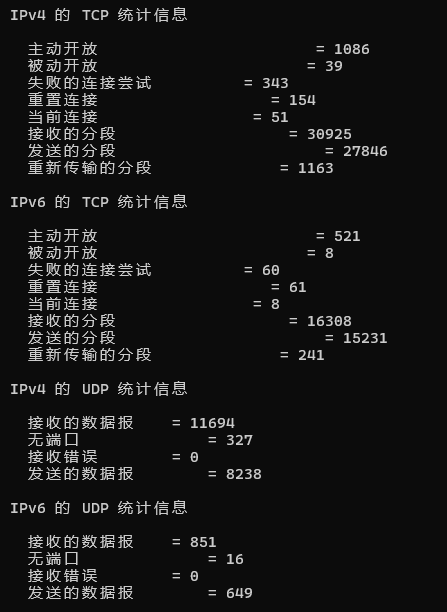 IPv4 的 TCP 统计信息
主动开放 = 1086
被动开放 = 39
失败的连接尝试 = 343
重置连接 = 154
当前连接 = 51
接收的分段 = 30925
发送的分段 = 27846
重新传输的分段 = 1163
IPv6 的 TCP 统计信息
主动开放 = 521
被动开放 = 8
失败的连接尝试 = 60
重置连接 = 61
当前连接 = 8
接收的分段 = 16308
发送的分段 = 15231
重新传输的分段 = 241
IPv4 的 UDP 统计信息
接收的数据报 = 11694
无端口 = 327
接收错误 = 0
发送的数据报 = 8238
IPv6 的 UDP 统计信息
接收的数据报 = 851
无端口 = 16
接收错误 = 0
发送的数据报 = 649